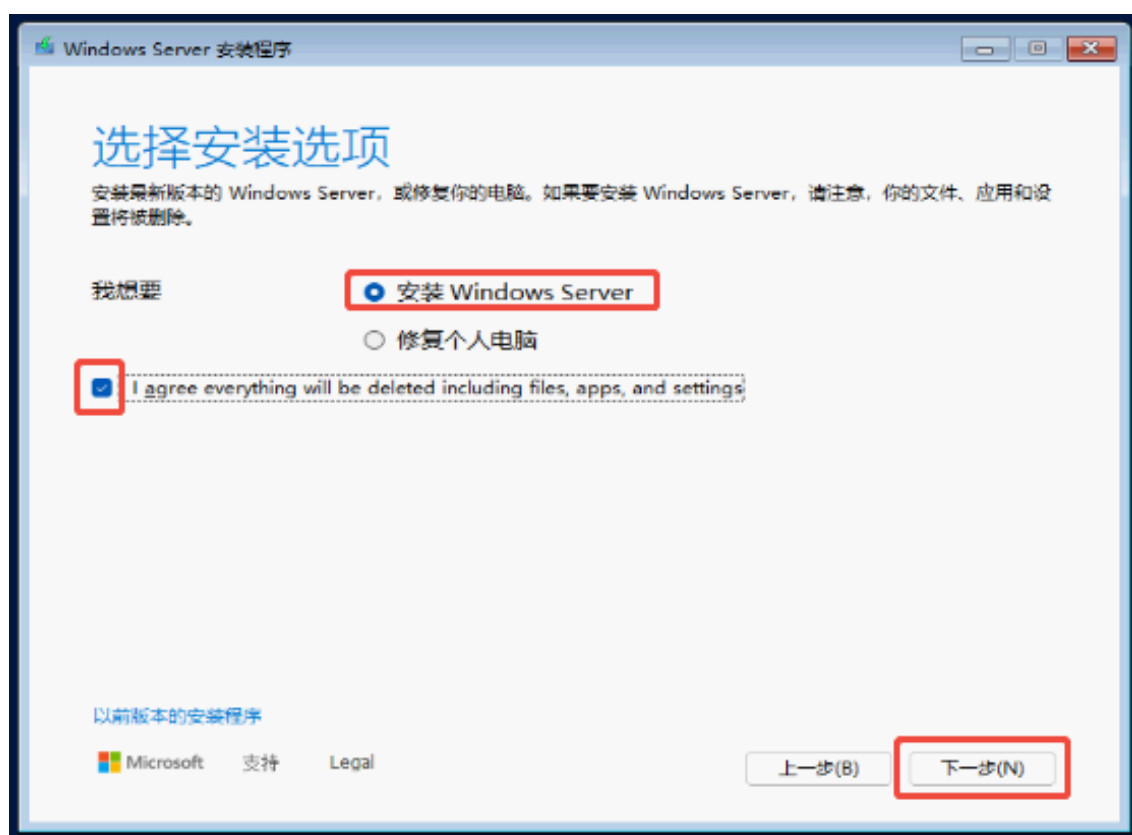 Windows Server 安装程序
选择安装选项
安装最新版本的 Windows Server，或修复你的电脑。如果要安装 Windows Server，请注意，你的文件、应用和设
置将被删除。
我想要
安装 Windows Server
修复个人电脑
I agree everything will be deleted including files, apps, and settings
以前版本的安装程序
Microsoft 支持 Legal
上一步(B) 下一步(N)